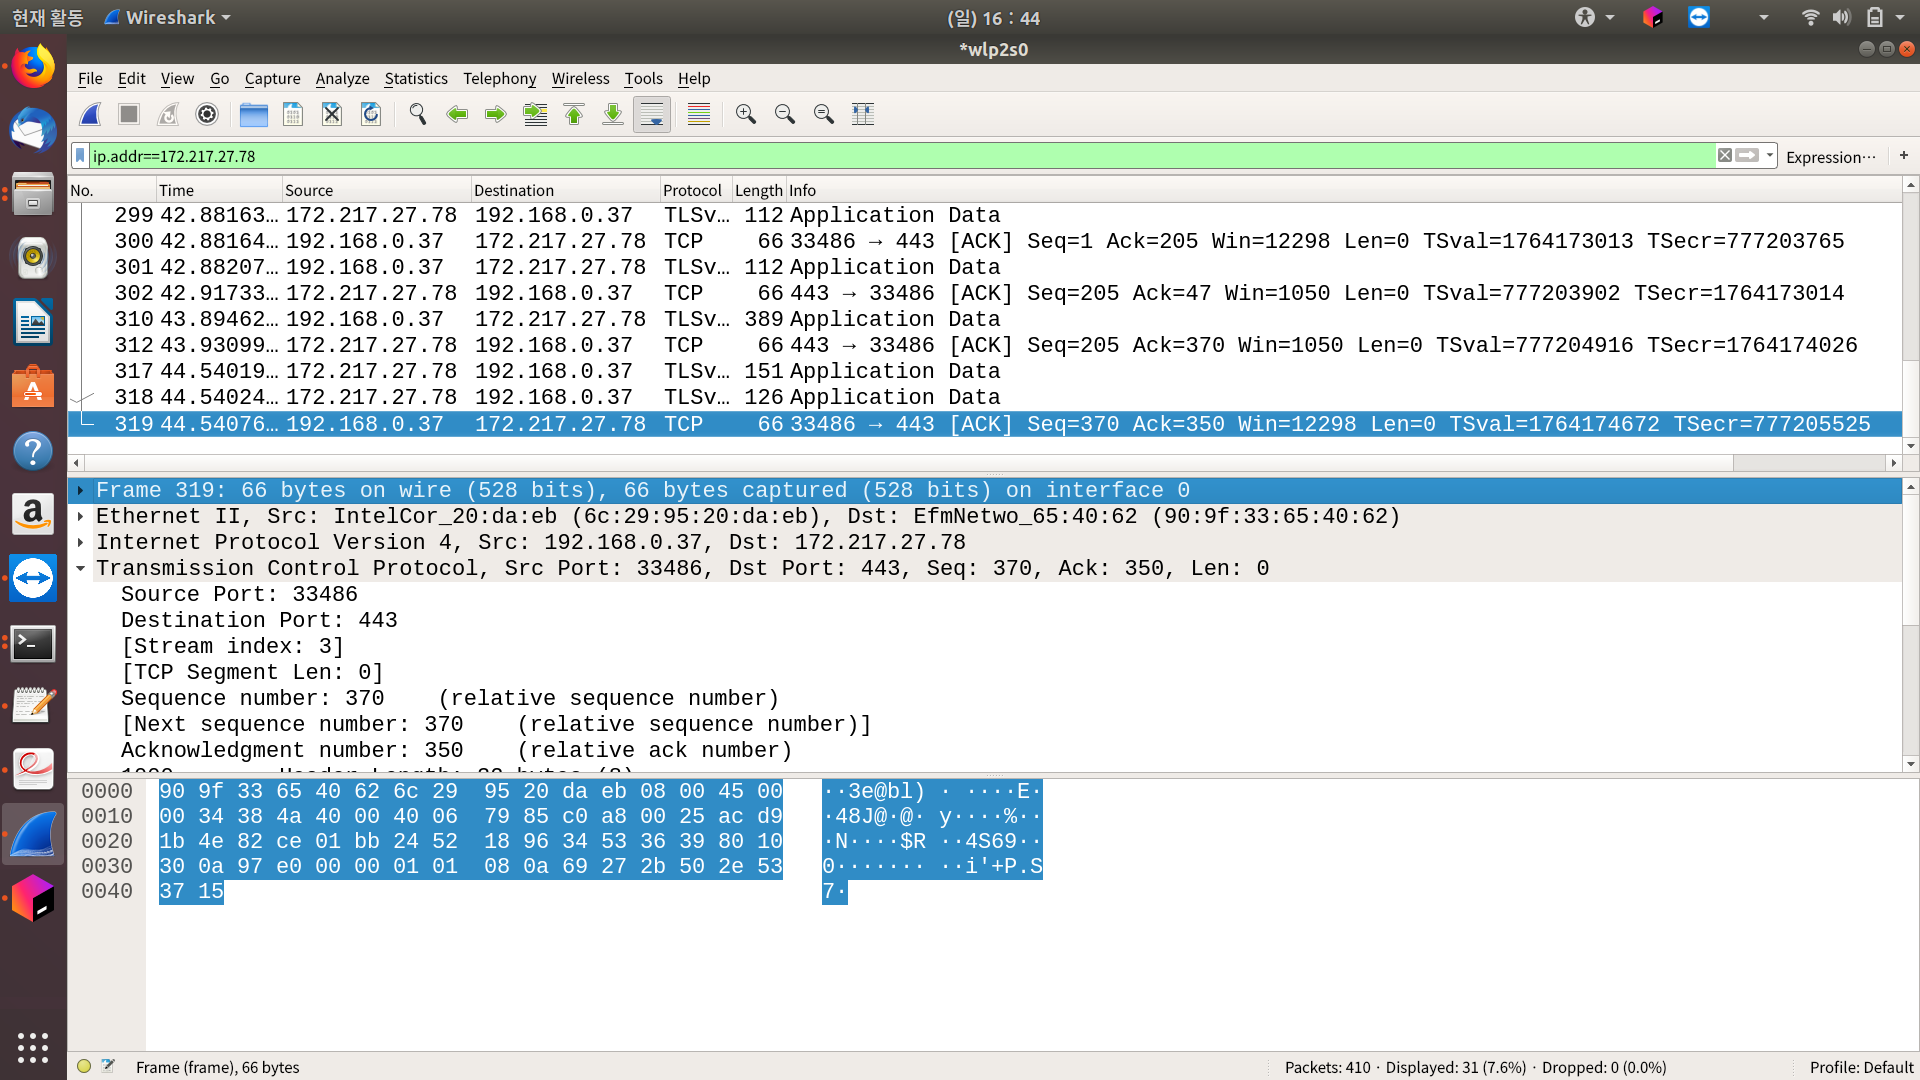 현재 활동 Wireshark (일) 16 : 44
*wlp2s0
File Edit View Go Capture Analyze Statistics Telephony Wireless Tools Help
ip.addr==172.217.27.78 Expression… +
No. Time Source Destination Protocol Length Info
299 42.88163… 172.217.27.78 192.168.0.37 TLSv… 112 Application Data
300 42.88164… 192.168.0.37 172.217.27.78 TCP 66 33486 → 443 [ACK] Seq=1 Ack=205 Win=12298 Len=0 TSval=1764173013 TSecr=777203765
301 42.88207… 192.168.0.37 172.217.27.78 TLSv… 112 Application Data
302 42.91733… 172.217.27.78 192.168.0.37 TCP 66 443 → 33486 [ACK] Seq=205 Ack=47 Win=1050 Len=0 TSval=777203902 TSecr=1764173014
310 43.89462… 192.168.0.37 172.217.27.78 TLSv… 389 Application Data
312 43.93099… 172.217.27.78 192.168.0.37 TCP 66 443 → 33486 [ACK] Seq=205 Ack=370 Win=1050 Len=0 TSval=777204916 TSecr=1764174026
317 44.54019… 172.217.27.78 192.168.0.37 TLSv… 151 Application Data
318 44.54024… 172.217.27.78 192.168.0.37 TLSv… 126 Application Data
319 44.54076… 192.168.0.37 172.217.27.78 TCP 66 33486 → 443 [ACK] Seq=370 Ack=350 Win=12298 Len=0 TSval=1764174672 TSecr=777205525
Frame 319: 66 bytes on wire (528 bits), 66 bytes captured (528 bits) on interface 0
Ethernet II, Src: IntelCor_20:da:eb (6c:29:95:20:da:eb), Dst: EfmNetwo_65:40:62 (90:9f:33:65:40:62)
Internet Protocol Version 4, Src: 192.168.0.37, Dst: 172.217.27.78
Transmission Control Protocol, Src Port: 33486, Dst Port: 443, Seq: 370, Ack: 350, Len: 0
Source Port: 33486
Destination Port: 443
[Stream index: 3]
[TCP Segment Len: 0]
Sequence number: 370 (relative sequence number)
[Next sequence number: 370 (relative sequence number)]
Acknowledgment number: 350 (relative ack number)
0000 90 9f 33 65 40 62 6c 29 95 20 da eb 08 00 45 00 ··3e@bl) · ····E·
0010 00 34 38 4a 40 00 40 06 79 85 c0 a8 00 25 ac d9 ·48J@·@· y····%··
0020 1b 4e 82 ce 01 bb 24 52 18 96 34 53 36 39 80 10 ·N····$R ··4S69··
0030 30 0a 97 e0 00 00 01 01 08 0a 69 27 2b 50 2e 53 0······· ··i'+P.S
0040 37 15 7·
Frame (frame), 66 bytes Packets: 410 · Displayed: 31 (7.6%) · Dropped: 0 (0.0%) Profile: Default